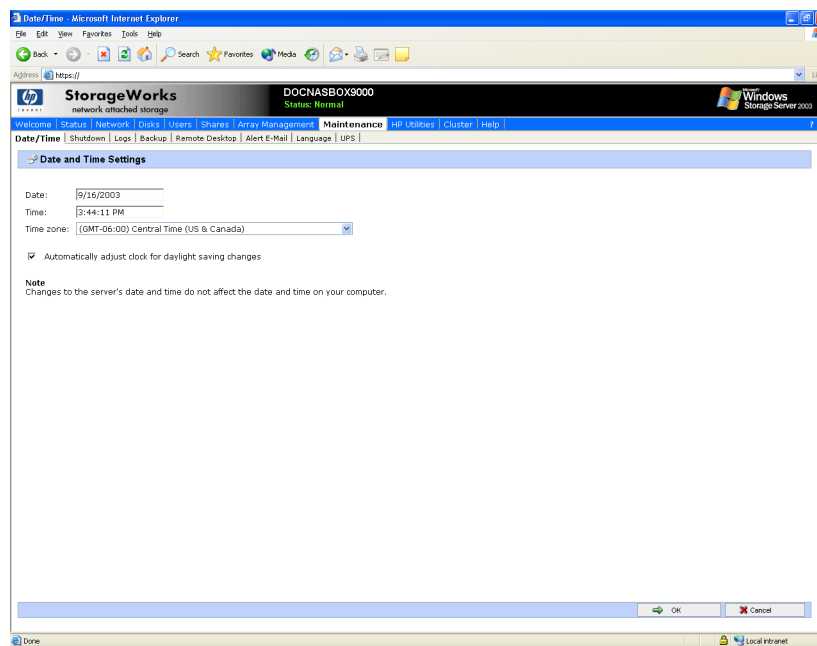 Date/Time - Microsoft Internet Explorer
File Edit View Favorites Tools Help
Back Search Favorites Media
Address https://
hp invent StorageWorks network attached storage
DOCNASBOX9000
Status: Normal
Microsoft Windows Storage Server 2003
Welcome Status Network Disks Users Shares Array Management Maintenance HP Utilities Cluster Help ?
Date/Time Shutdown Logs Backup Remote Desktop Alert E-Mail Language UPS
Date and Time Settings
Date: 9/16/2003
Time: 3:44:11 PM
Time zone: (GMT-06:00) Central Time (US & Canada)
Automatically adjust clock for daylight saving changes
Note
Changes to the server's date and time do not affect the date and time on your computer.
OK Cancel
Done Local intranet